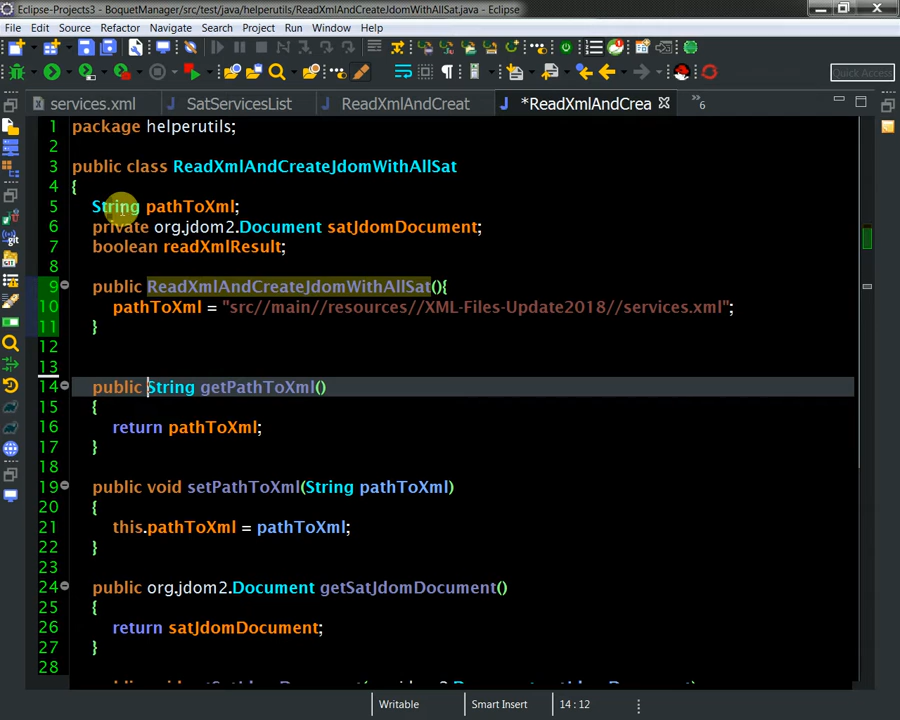 Eclipse-Projects3 - BoquetManager/src/test/java/helperutils/ReadXmlAndCreateJdomWithAllSat.java - Eclipse
File Edit Source Refactor Navigate Search Project Run Window Help
Quick Access
services.xml SatServicesList ReadXmlAndCreat *ReadXmlAndCrea »6
1 package helperutils;
2
3 public class ReadXmlAndCreateJdomWithAllSat
4 {
5 String pathToXml;
6 private org.jdom2.Document satJdomDocument;
7 boolean readXmlResult;
8
9 public ReadXmlAndCreateJdomWithAllSat(){
10 pathToXml = "src//main//resources//XML-Files-Update2018//services.xml";
11 }
12
13
14 public String getPathToXml()
15 {
16 return pathToXml;
17 }
18
19 public void setPathToXml(String pathToXml)
20 {
21 this.pathToXml = pathToXml;
22 }
23
24 public org.jdom2.Document getSatJdomDocument()
25 {
26 return satJdomDocument;
27 }
28
Writable Smart Insert 14 : 12